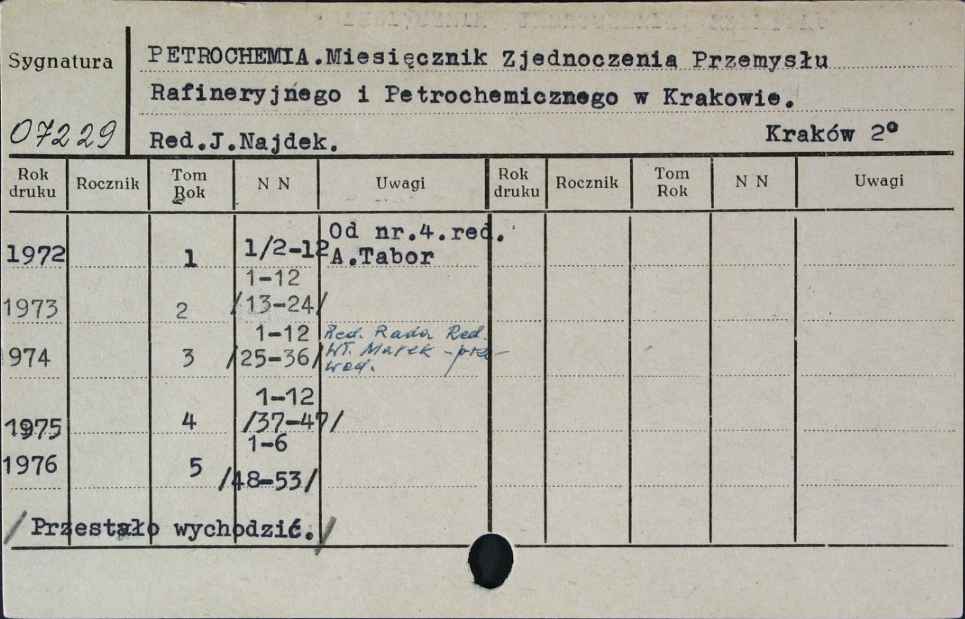 Sygnatura
PETROCHEMIA.Miesięcznik Zjednoczenia Przemysłu
Rafineryjnego i Petrochemicznego w Krakowie.
07229
Red.J.Najdek.
Kraków 2°
Rok druku Rocznik Tom Rok N N Uwagi Rok druku Rocznik Tom Rok N N Uwagi
Od nr.4.red.
1972 1 1/2-12 A.Tabor
1-12
1973 2 /13-24/
1-12 Red. Rada Red.
974 3 /25-36/ Wł. Marek - prze-
wod.
1-12
1975 4 /37-47/
1-6
1976 5 /48-53/
/ Przestało wychodzić. /